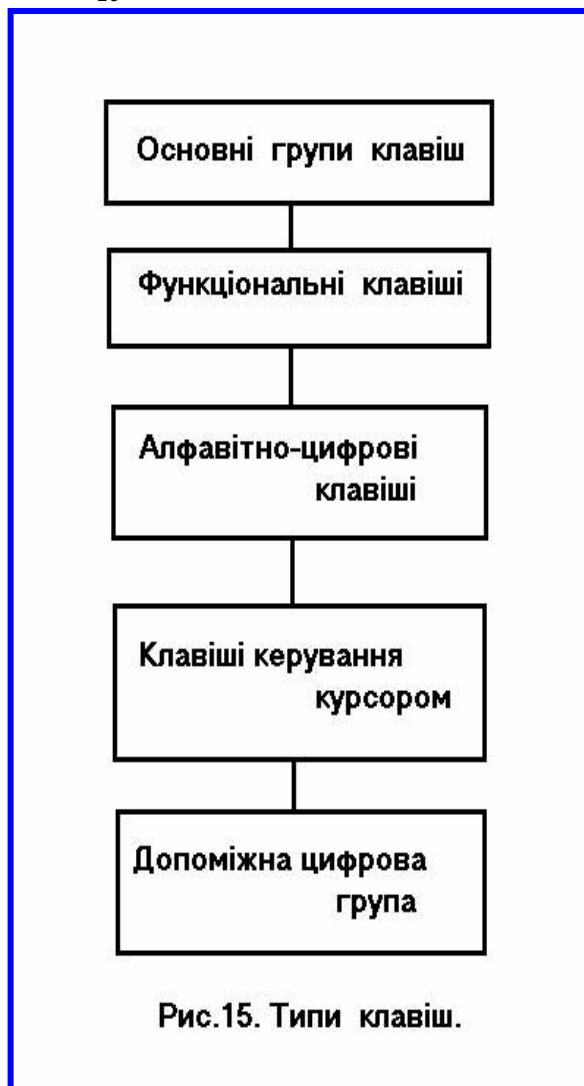 Основні групи клавіш
Функціональні клавіші
Алфавітно-цифрові
клавіші
Клавіші керування
курсором
Допоміжна цифрова
група
Рис.15. Типи клавіш.